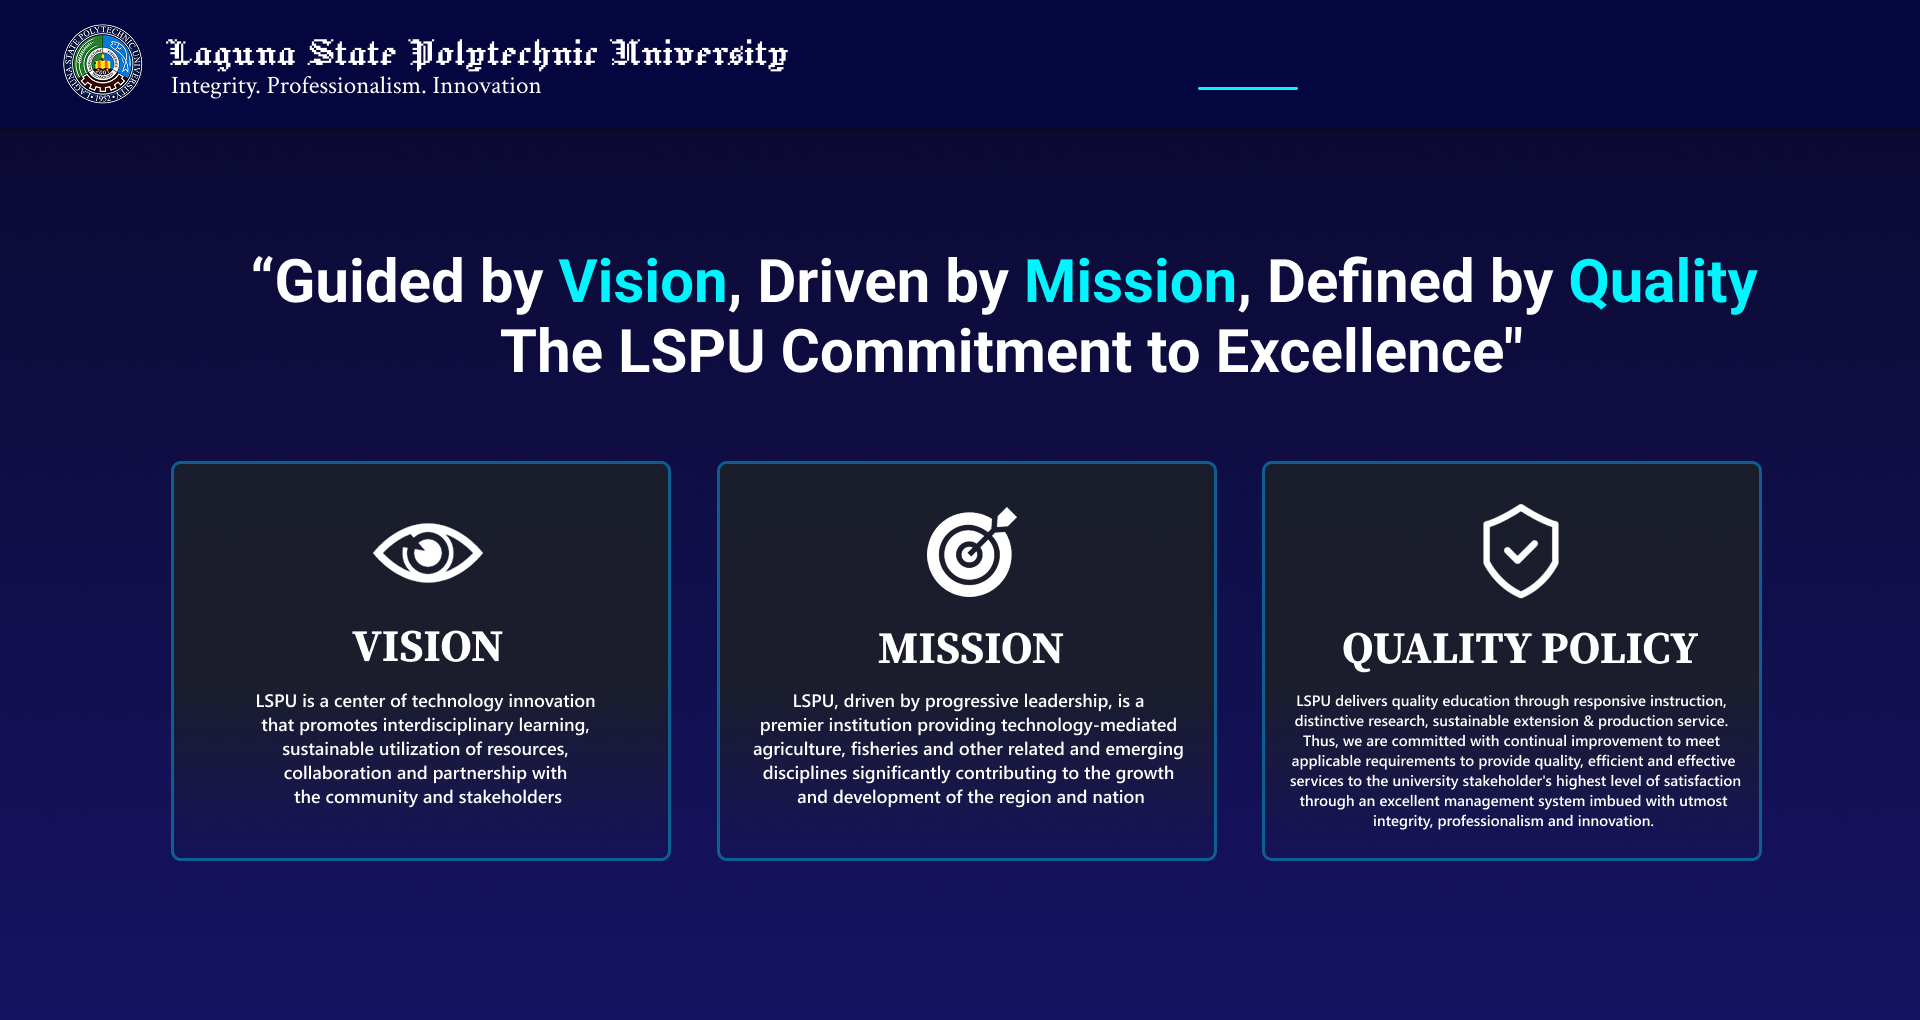 LAGUNA STATE POLYTECHNIC UNIVERSITY
1952
Laguna State Polytechnic University
Integrity. Professionalism. Innovation
“Guided by Vision, Driven by Mission, Defined by Quality
The LSPU Commitment to Excellence"
VISION
LSPU is a center of technology innovation
that promotes interdisciplinary learning,
sustainable utilization of resources,
collaboration and partnership with
the community and stakeholders
MISSION
LSPU, driven by progressive leadership, is a
premier institution providing technology-mediated
agriculture, fisheries and other related and emerging
disciplines significantly contributing to the growth
and development of the region and nation
QUALITY POLICY
LSPU delivers quality education through responsive instruction,
distinctive research, sustainable extension & production service.
Thus, we are committed with continual improvement to meet
applicable requirements to provide quality, efficient and effective
services to the university stakeholder's highest level of satisfaction
through an excellent management system imbued with utmost
integrity, professionalism and innovation.